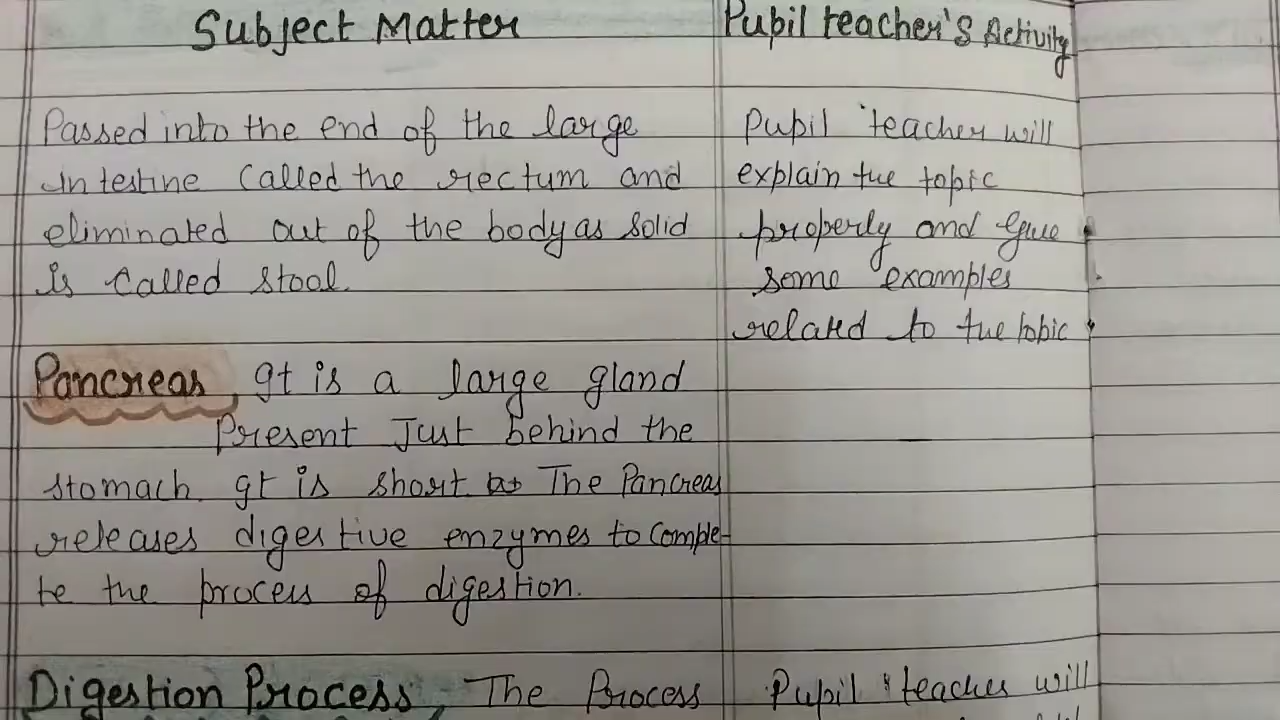 Subject Matter
Passed into the end of the large
intestine called the rectum and
eliminated out of the body as solid
is called stool.
Pancreas, It is a large gland
Present Just behind the
stomach. It is short The Pancreas
releases digestive enzymes to comple-
te the process of digestion.
Digestion Process, The Process
Pupil teacher's Activity
Pupil teacher will
explain the topic
properly and give
some examples
related to the topic
Pupil teacher will